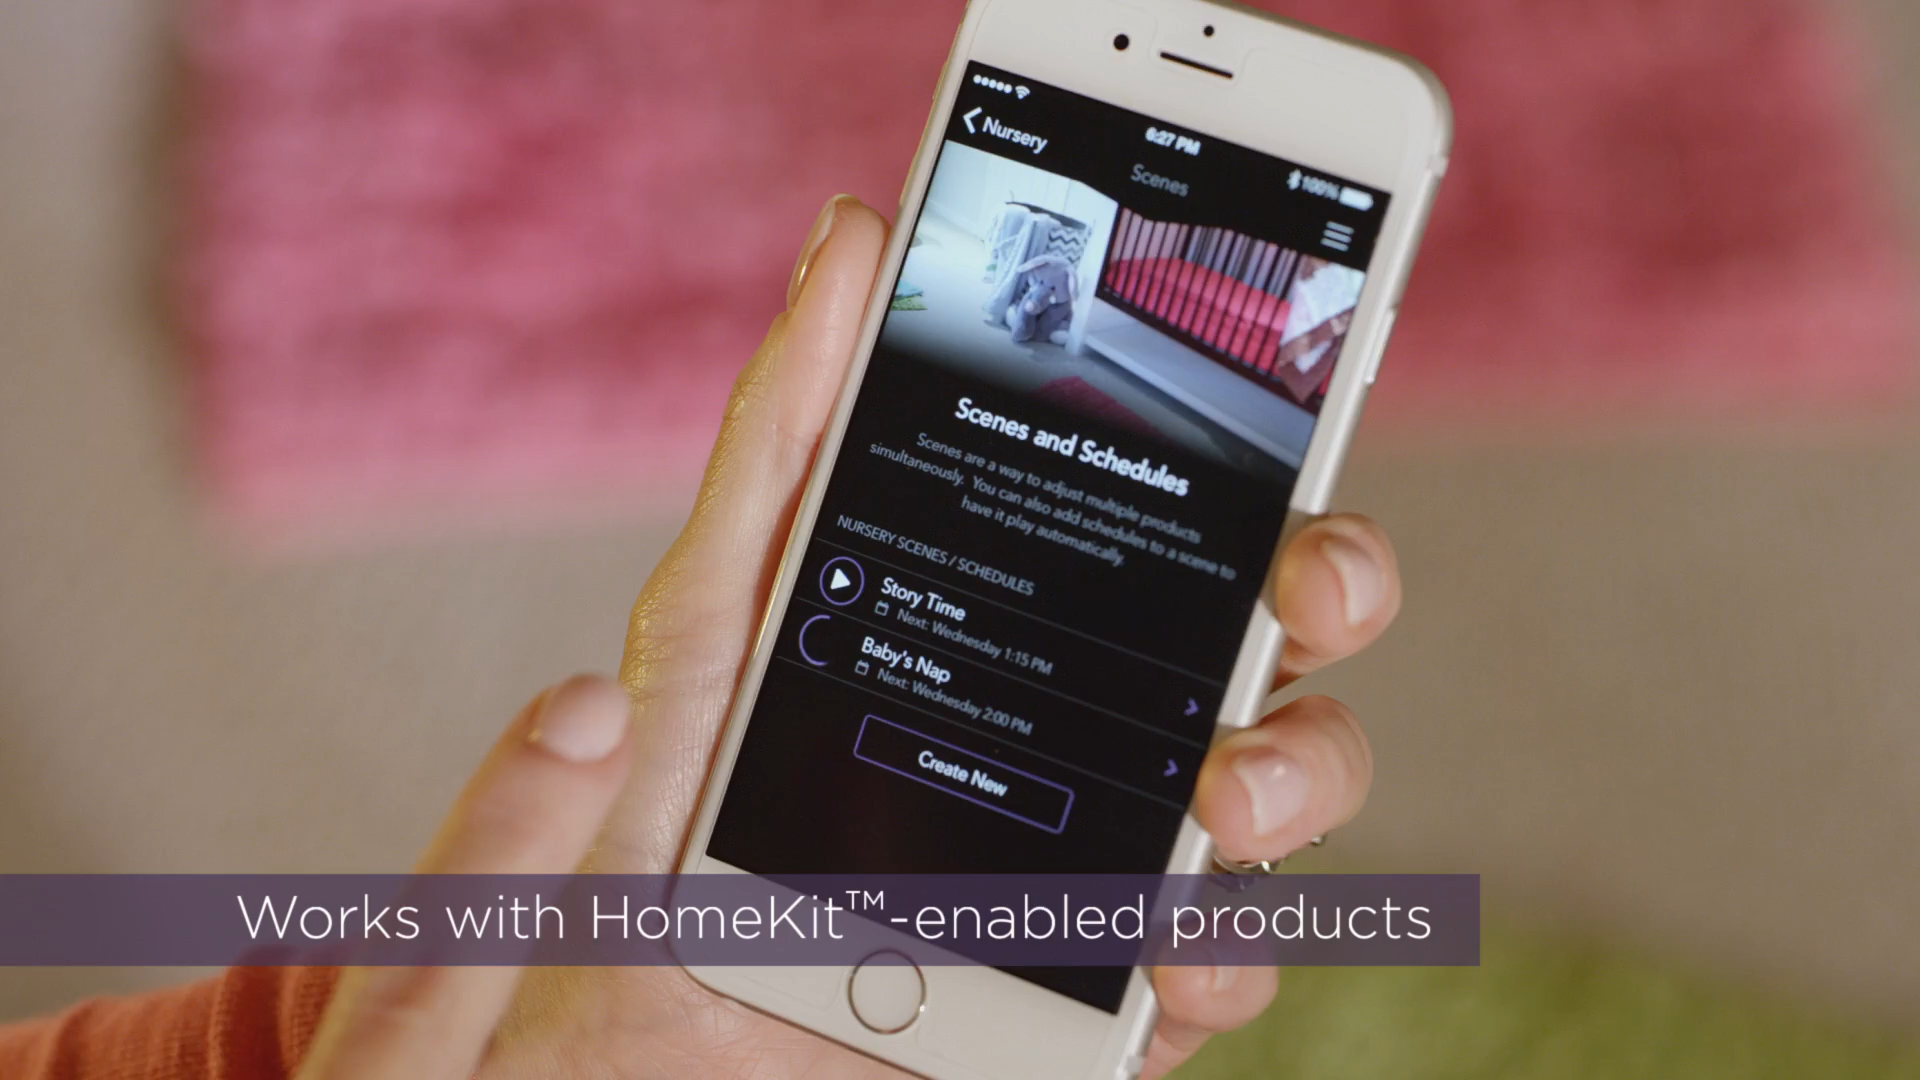 6:27 PM
100%
Nursery
Scenes
Scenes and Schedules
Scenes are a way to adjust multiple products
simultaneously. You can also add schedules to a scene to
have it play automatically.
NURSERY SCENES / SCHEDULES
Story Time
Next: Wednesday 1:15 PM
Baby's Nap
Next: Wednesday 2:00 PM
Create New
Works with HomeKit™-enabled products